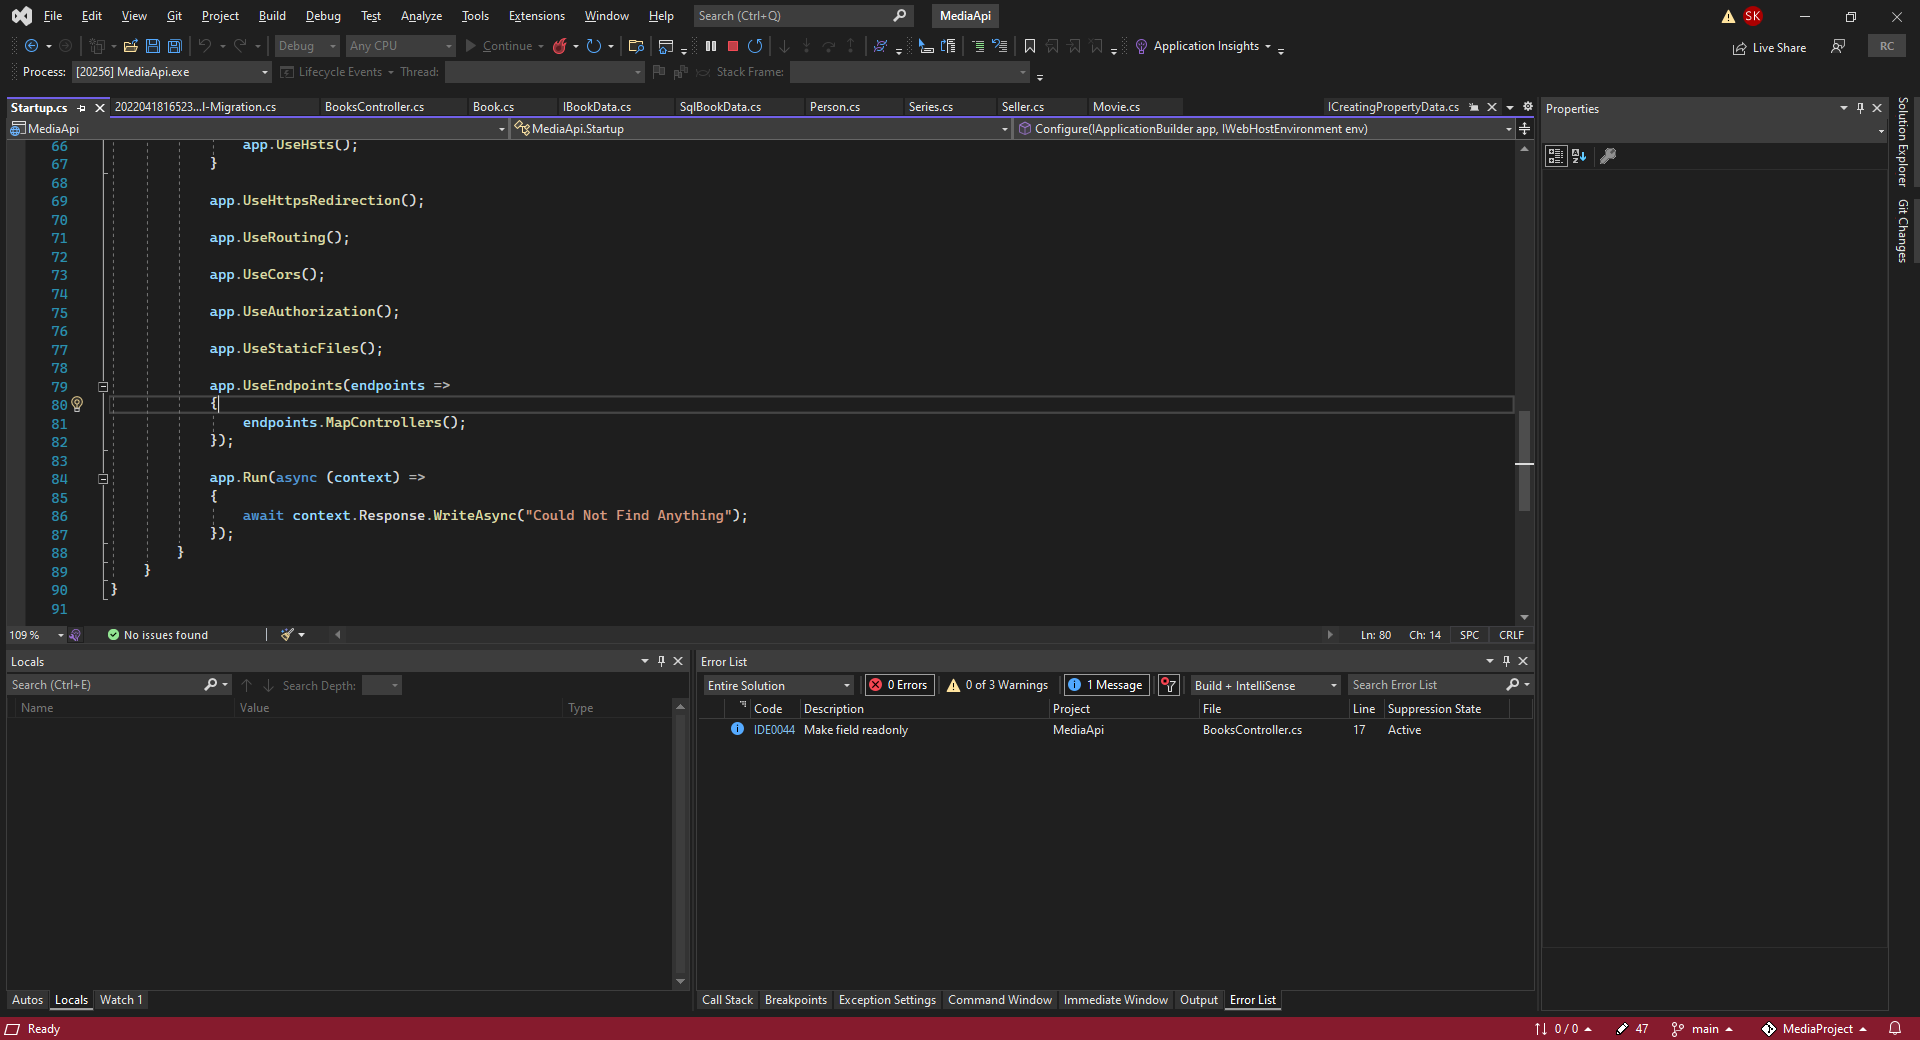 File Edit View Git Project Build Debug Test Analyze Tools Extensions Window Help Search (Ctrl+Q) MediaApi SK
Debug Any CPU Continue Application Insights Live Share RC
Process: [20256] MediaApi.exe Lifecycle Events Thread: Stack Frame:
Startup.cs 2022041816523...l-Migration.cs BooksController.cs Book.cs IBookData.cs SqlBookData.cs Person.cs Series.cs Seller.cs Movie.cs ICreatingPropertyData.cs
MediaApi MediaApi.Startup Configure(IApplicationBuilder app, IWebHostEnvironment env)
66 app.UseHsts();
67 }
68
69 app.UseHttpsRedirection();
70
71 app.UseRouting();
72
73 app.UseCors();
74
75 app.UseAuthorization();
76
77 app.UseStaticFiles();
78
79 app.UseEndpoints(endpoints =>
80 {
81 endpoints.MapControllers();
82 });
83
84 app.Run(async (context) =>
85 {
86 await context.Response.WriteAsync("Could Not Find Anything");
87 });
88 }
89 }
90 }
91
109 % No issues found Ln: 80 Ch: 14 SPC CRLF
Locals
Search (Ctrl+E) Search Depth:
Name Value Type
Autos Locals Watch 1
Error List
Entire Solution 0 Errors 0 of 3 Warnings 1 Message Build + IntelliSense Search Error List
Code Description Project File Line Suppression State
IDE0044 Make field readonly MediaApi BooksController.cs 17 Active
Call Stack Breakpoints Exception Settings Command Window Immediate Window Output Error List
Properties
Solution Explorer
Git Changes
Ready 0 / 0 47 main MediaProject